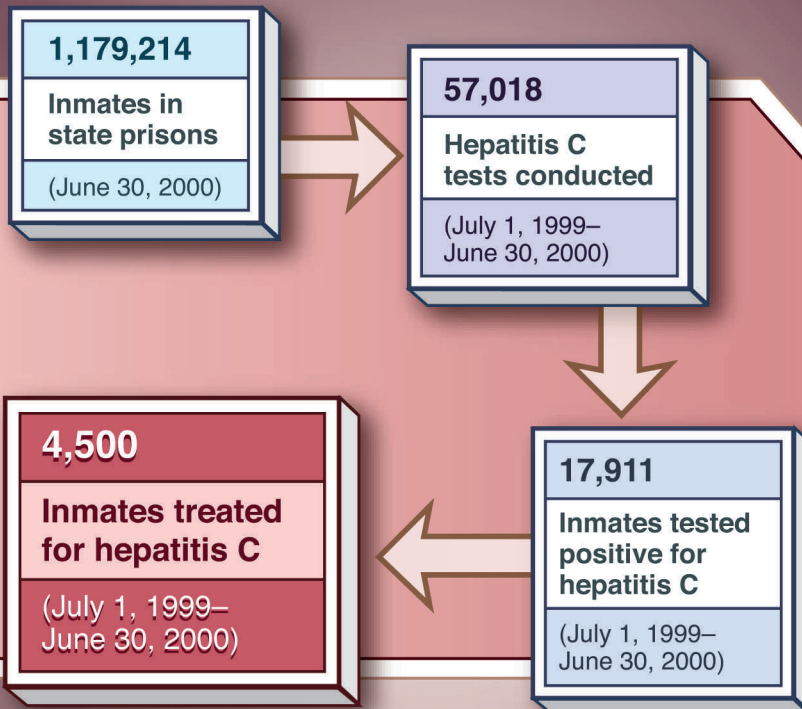 1,179,214
Inmates in
state prisons
(June 30, 2000)
57,018
Hepatitis C
tests conducted
(July 1, 1999–
June 30, 2000)
17,911
Inmates tested
positive for
hepatitis C
(July 1, 1999–
June 30, 2000)
4,500
Inmates treated
for hepatitis C
(July 1, 1999–
June 30, 2000)